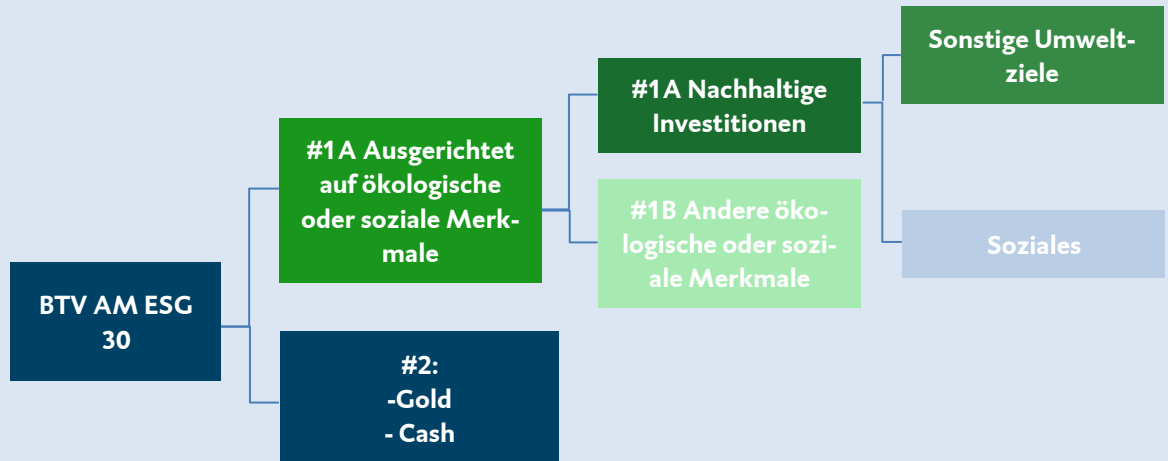 BTV AM ESG
30
#1 A Ausgerichtet
auf ökologische
oder soziale Merk-
male
#2:
-Gold
- Cash
#1 A Nachhaltige
Investitionen
#1B Andere öko-
logische oder sozi-
ale Merkmale
Sonstige Umwelt-
ziele
Soziales